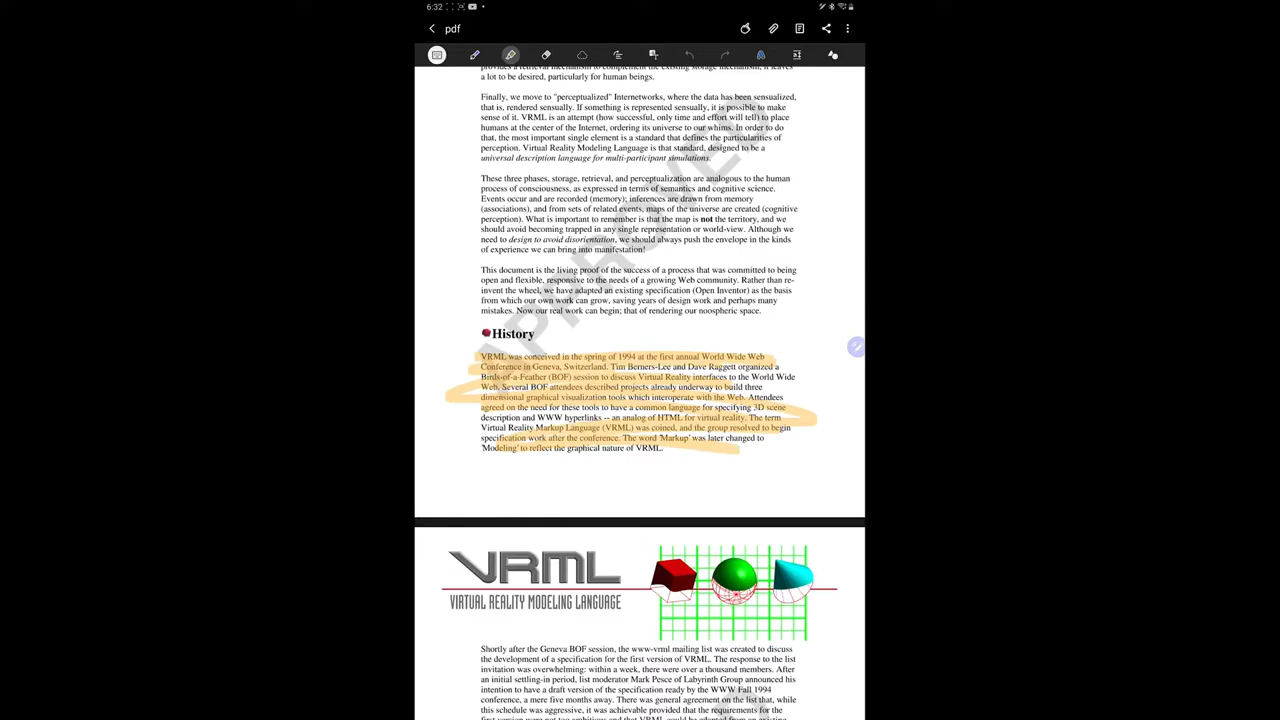 6:32
pdf
provides a retrieval mechanism to complement the existing storage mechanism, it leaves
a lot to be desired, particularly for human beings.
Finally, we move to "perceptualized" Internetworks, where the data has been sensualized,
that is, rendered sensually. If something is represented sensually, it is possible to make
sense of it. VRML is an attempt (how successful, only time and effort will tell) to place
humans at the center of the Internet, ordering its universe to our whims. In order to do
that, the most important single element is a standard that defines the particularities of
perception. Virtual Reality Modeling Language is that standard, designed to be a
universal description language for multi-participant simulations.
These three phases, storage, retrieval, and perceptualization are analogous to the human
process of consciousness, as expressed in terms of semantics and cognitive science.
Events occur and are recorded (memory); inferences are drawn from memory
(associations), and from sets of related events, maps of the universe are created (cognitive
perception). What is important to remember is that the map is not the territory, and we
should avoid becoming trapped in any single representation or world-view. Although we
need to design to avoid disorientation, we should always push the envelope in the kinds
of experience we can bring into manifestation!
This document is the living proof of the success of a process that was committed to being
open and flexible, responsive to the needs of a growing Web community. Rather than re-
invent the wheel, we have adapted an existing specification (Open Inventor) as the basis
from which our own work can grow, saving years of design work and perhaps many
mistakes. Now our real work can begin; that of rendering our noospheric space.
APPROVED
History
VRML was conceived in the spring of 1994 at the first annual World Wide Web
Conference in Geneva, Switzerland. Tim Berners-Lee and Dave Raggett organized a
Birds-of-a-Feather (BOF) session to discuss Virtual Reality interfaces to the World Wide
Web. Several BOF attendees described projects already underway to build three
dimensional graphical visualization tools which interoperate with the Web. Attendees
agreed on the need for these tools to have a common language for specifying 3D scene
description and WWW hyperlinks -- an analog of HTML for virtual reality. The term
Virtual Reality Markup Language (VRML) was coined, and the group resolved to begin
specification work after the conference. The word 'Markup' was later changed to
'Modeling' to reflect the graphical nature of VRML.
VRML
VIRTUAL REALITY MODELING LANGUAGE
Shortly after the Geneva BOF session, the www-vrml mailing list was created to discuss
the development of a specification for the first version of VRML. The response to the list
invitation was overwhelming: within a week, there were over a thousand members. After
an initial settling-in period, list moderator Mark Pesce of Labyrinth Group announced his
intention to have a draft version of the specification ready by the WWW Fall 1994
conference, a mere five months away. There was general agreement on the list that, while
this schedule was aggressive, it was achievable provided that the requirements for the
first version were not too ambitious and that VRML could be adapted from an existing